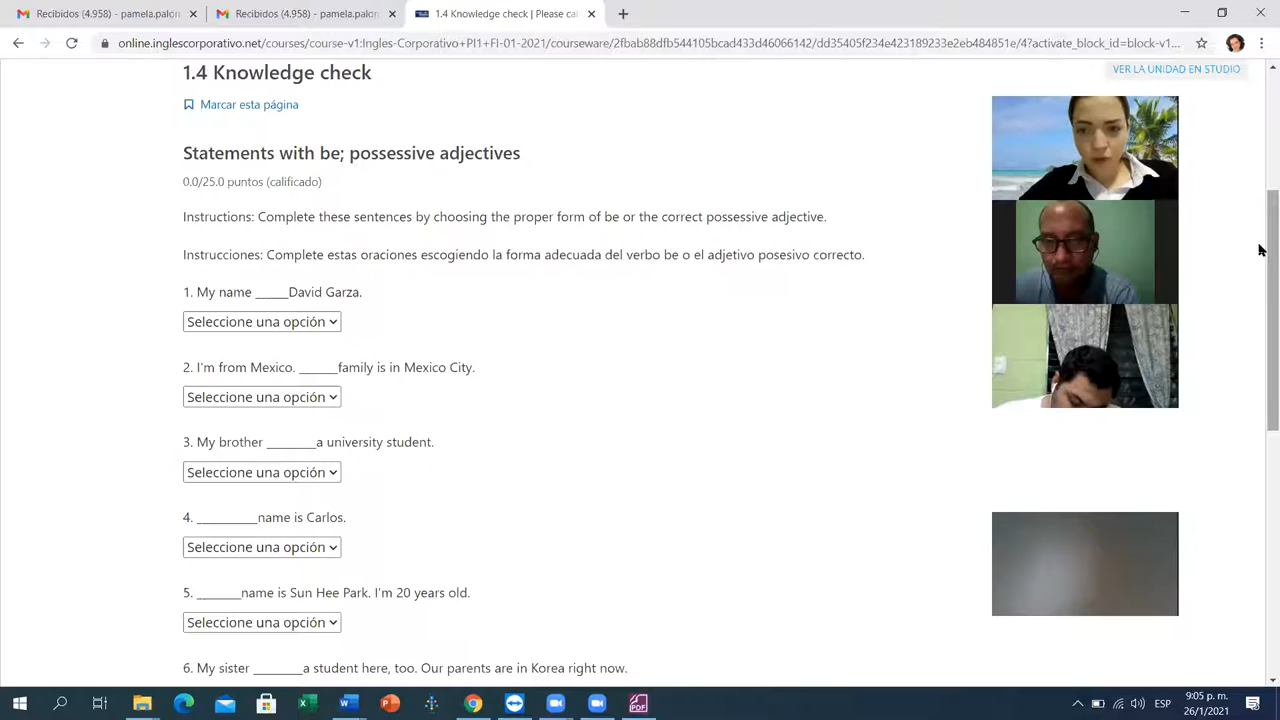 Recibidos (4.958) - pamela.palon
Recibidos (4.958) - pamela.palon
1.4 Knowledge check | Please ca
online.inglescorporativo.net/courses/course-v1:Ingles-Corporativo+PI1+FI-01-2021/courseware/2fbab88dfb544105bcad433d46066142/dd35405f234e423189233e2eb484851e/4?activate_block_id=block-v1...
1.4 Knowledge check
VER LA UNIDAD EN STUDIO
Marcar esta página
Statements with be; possessive adjectives
0.0/25.0 puntos (calificado)
Instructions: Complete these sentences by choosing the proper form of be or the correct possessive adjective.
Instrucciones: Complete estas oraciones escogiendo la forma adecuada del verbo be o el adjetivo posesivo correcto.
1. My name _____David Garza.
Seleccione una opción
2. I'm from Mexico. ______family is in Mexico City.
Seleccione una opción
3. My brother ________a university student.
Seleccione una opción
4. __________name is Carlos.
Seleccione una opción
5. _______name is Sun Hee Park. I'm 20 years old.
Seleccione una opción
6. My sister ________a student here, too. Our parents are in Korea right now.
ESP
9:05 p. m.
26/1/2021